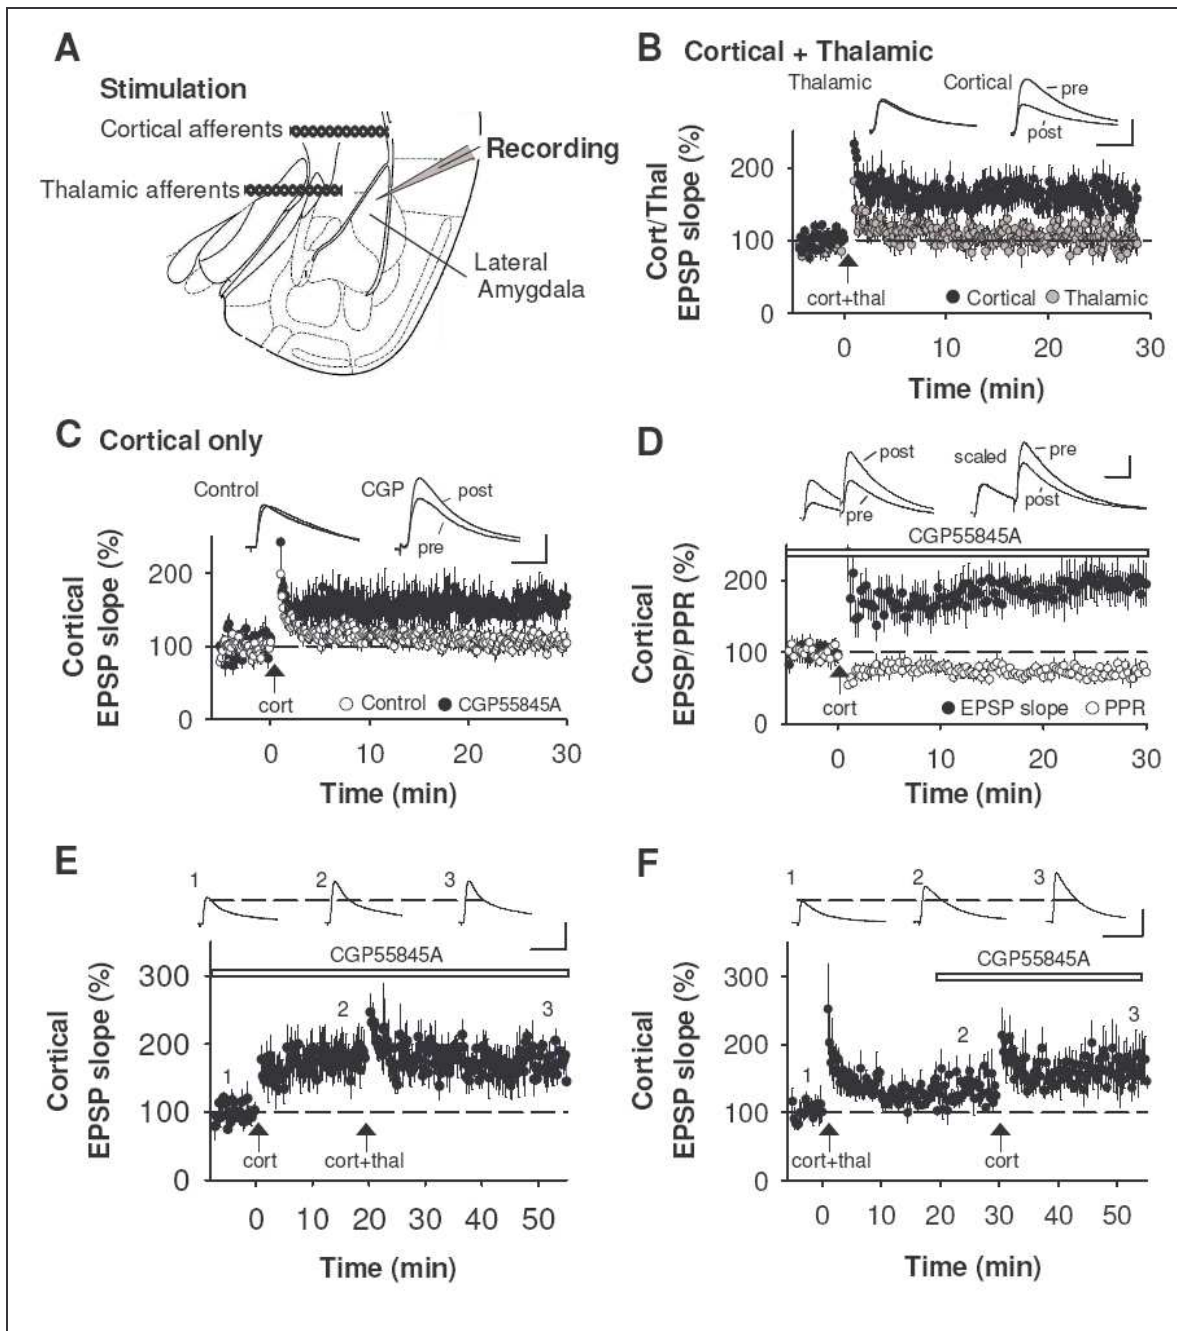 A
Stimulation
Cortical afferents
Thalamic afferents
Recording
Lateral
Amygdala
B Cortical + Thalamic
Thalamic
Cortical
pre
post
Cort/Thal
EPSP slope (%)
200
100
0
cort+thal
Cortical Thalamic
0 10 20 30
Time (min)
C Cortical only
Control
CGP
post
pre
Cortical
EPSP slope (%)
200
100
0
cort
Control CGP55845A
0 10 20 30
Time (min)
D
post
pre
scaled
pre
post
CGP55845A
Cortical
EPSP/PPR (%)
200
100
0
cort
EPSP slope PPR
0 10 20 30
Time (min)
E
1 2 3
CGP55845A
Cortical
EPSP slope (%)
300
200
100
0
1 2 3
cort cort+thal
0 10 20 30 40 50
Time (min)
F
1 2 3
CGP55845A
Cortical
EPSP slope (%)
300
200
100
0
1 2 3
cort+thal cort
0 10 20 30 40 50
Time (min)